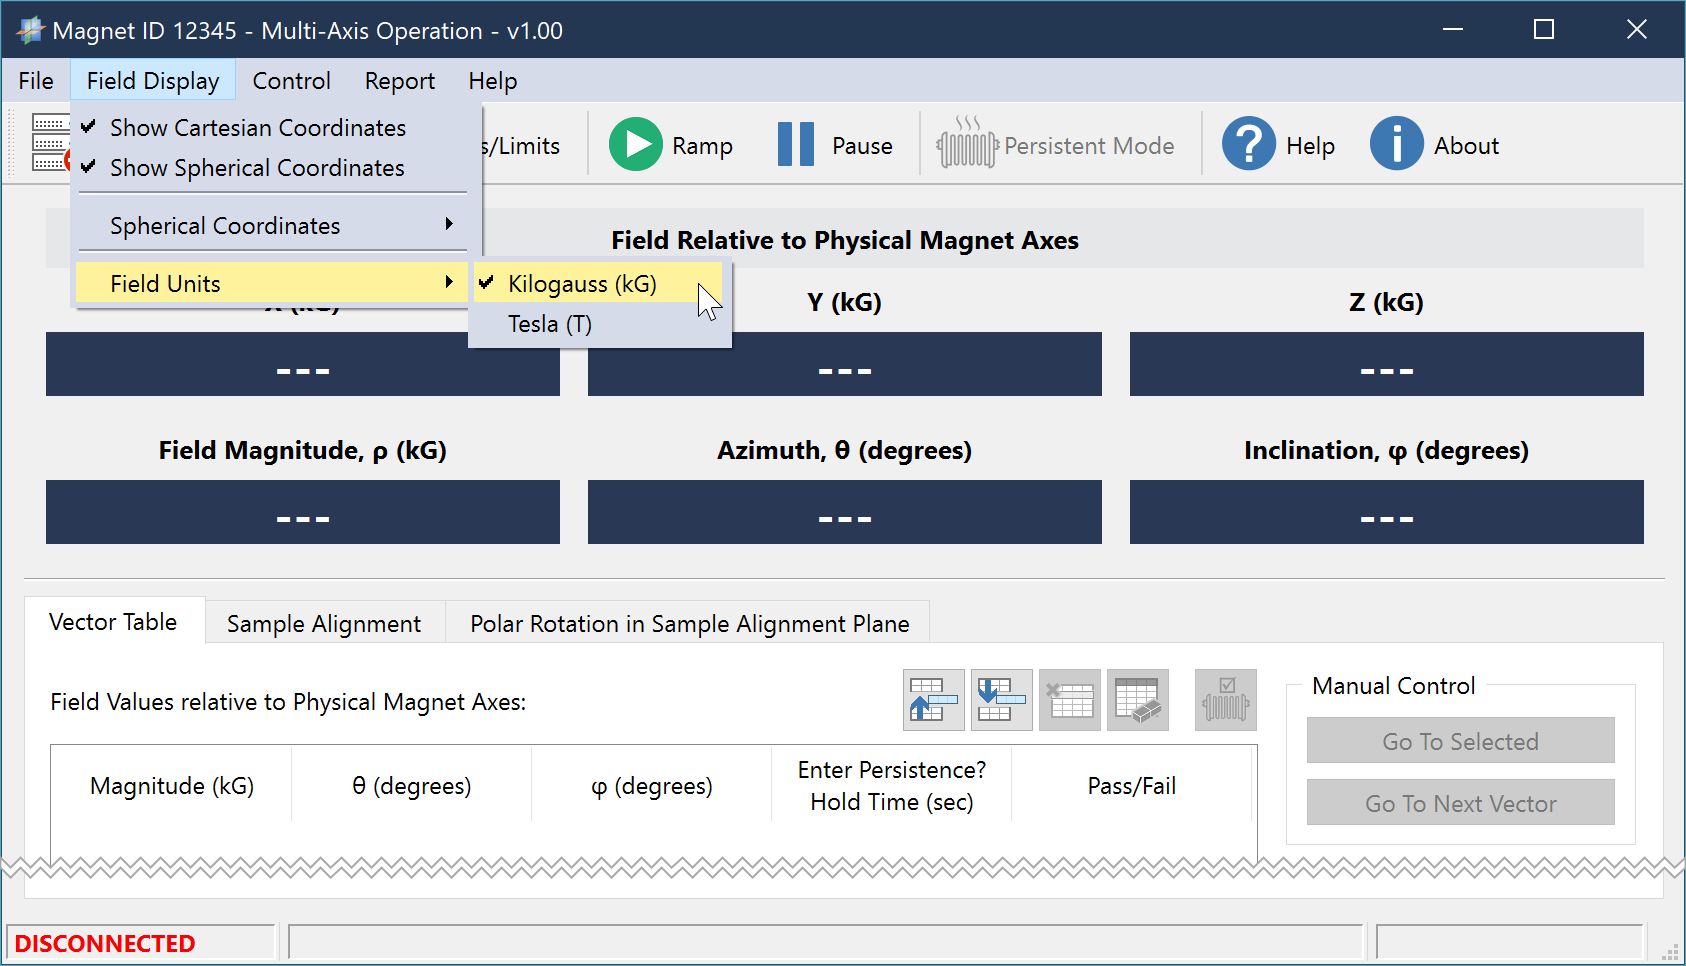 Magnet ID 12345 - Multi-Axis Operation - v1.00
File Field Display Control Report Help
Show Cartesian Coordinates
Show Spherical Coordinates
Spherical Coordinates
Field Units
Kilogauss (kG)
Tesla (T)
s/Limits Ramp Pause Persistent Mode Help About
Field Relative to Physical Magnet Axes
X (kG) Y (kG) Z (kG)
--- --- ---
Field Magnitude, ρ (kG) Azimuth, θ (degrees) Inclination, φ (degrees)
--- --- ---
Vector Table Sample Alignment Polar Rotation in Sample Alignment Plane
Field Values relative to Physical Magnet Axes:
Magnitude (kG) θ (degrees) φ (degrees) Enter Persistence? Pass/Fail
Hold Time (sec)
Manual Control
Go To Selected
Go To Next Vector
DISCONNECTED